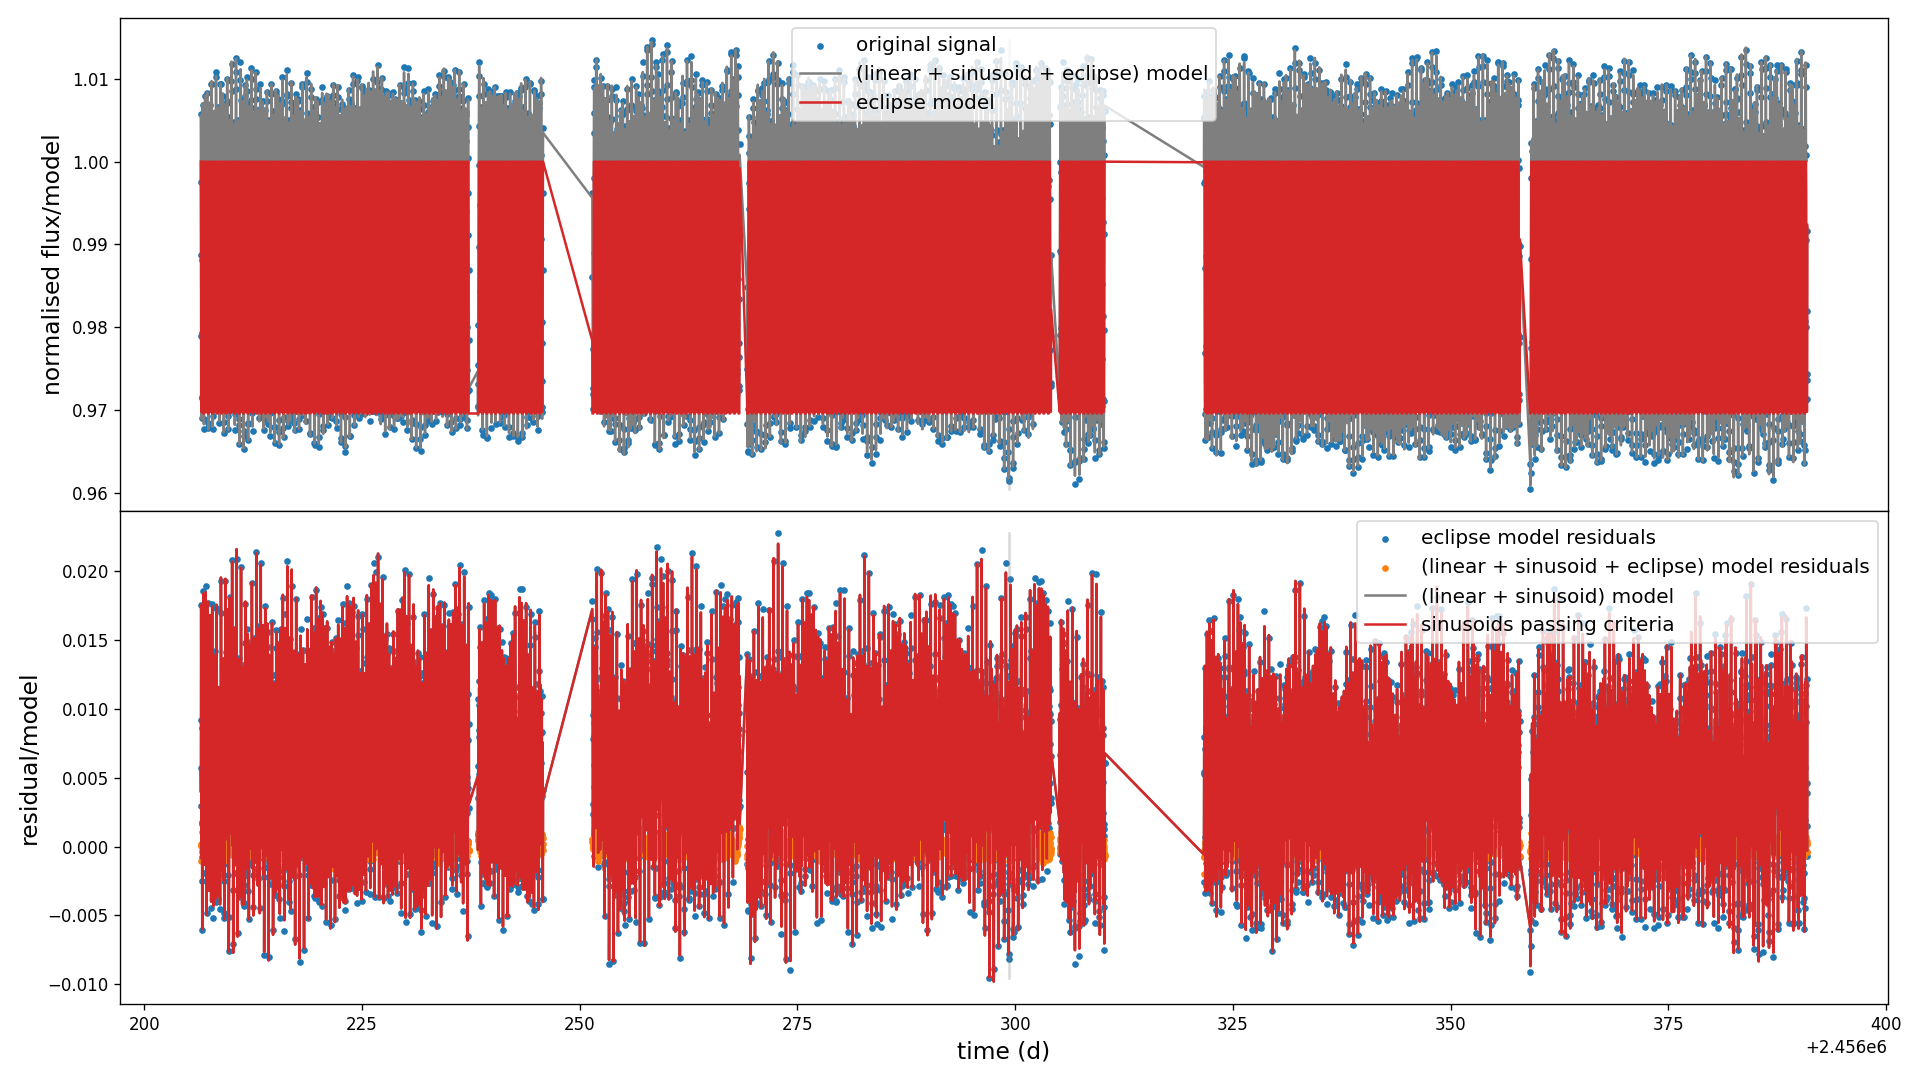 original signal
(linear + sinusoid + eclipse) model
eclipse model
normalised flux/model
1.01
1.00
0.99
0.98
0.97
0.96
eclipse model residuals
(linear + sinusoid + eclipse) model residuals
(linear + sinusoid) model
sinusoids passing criteria
residual/model
0.020
0.015
0.010
0.005
0.000
−0.005
−0.010
200 225 250 275 300 325 350 375 400
time (d)
+2.456e6